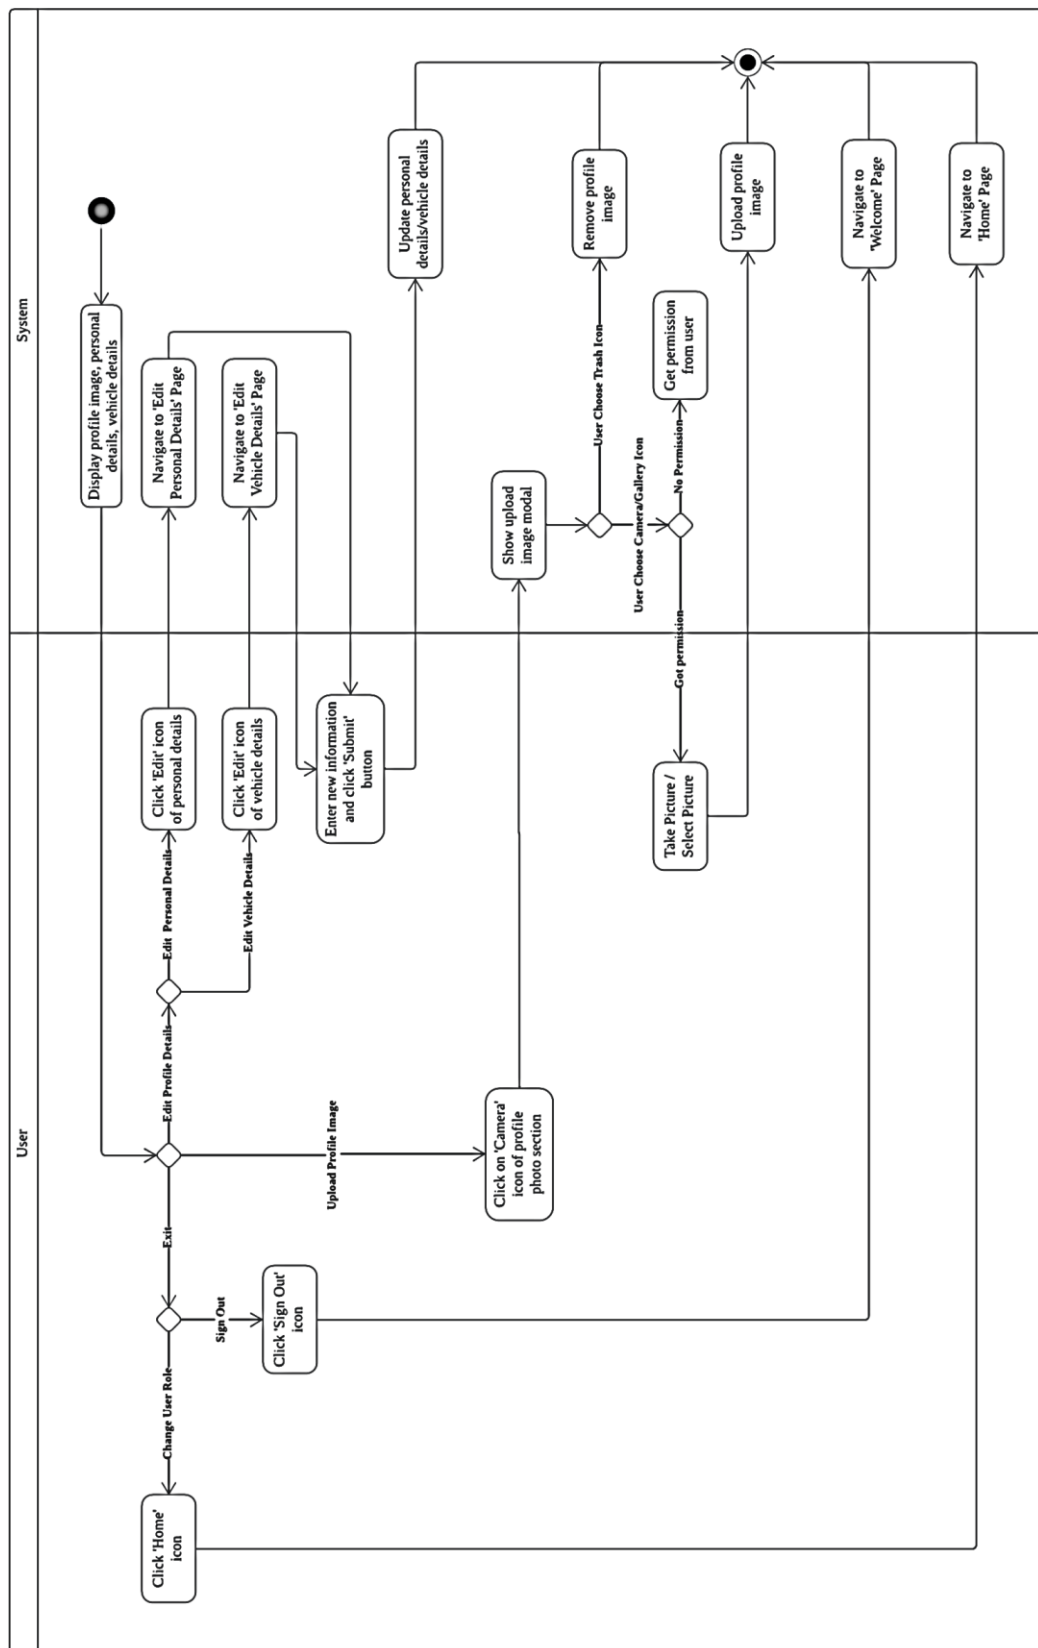 User
System
Display profile image, personal
details, vehicle details
Edit Profile Details
Exit
Upload Profile Image
Edit Personal Details
Edit Vehicle Details
Click 'Edit' icon
of personal details
Navigate to 'Edit
Personal Details' Page
Click 'Edit' icon
of vehicle details
Navigate to 'Edit
Vehicle Details' Page
Enter new information
and click 'Submit'
button
Update personal
details/vehicle details
Click on 'Camera'
icon of profile
photo section
Show upload
image modal
User Choose Trash Icon
Remove profile
image
User Choose Camera/Gallery Icon
No Permission
Get permission
from user
Got permission
Take Picture /
Select Picture
Upload profile
image
Sign Out
Click 'Sign Out'
icon
Navigate to
'Welcome' Page
Change User Role
Click 'Home'
icon
Navigate to
'Home' Page